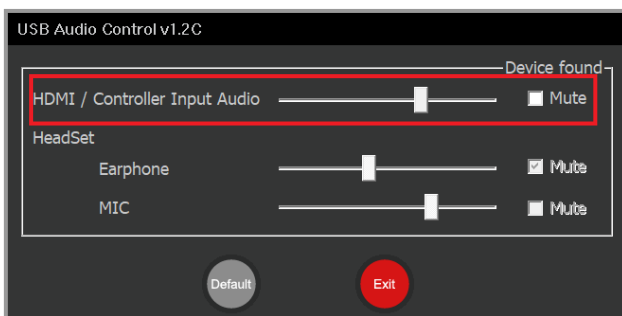 USB Audio Control v1.2C
Device found
HDMI / Controller Input Audio Mute
HeadSet
Earphone Mute
MIC Mute
Default Exit